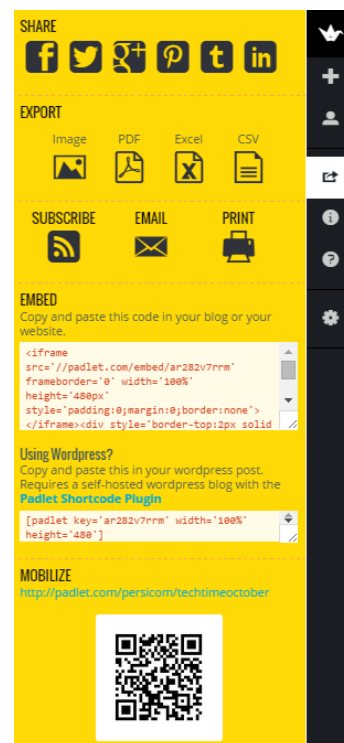 SHARE
EXPORT
Image PDF Excel CSV
SUBSCRIBE EMAIL PRINT
EMBED
Copy and paste this code in your blog or your
website.
<iframe
src='//padlet.com/embed/ar282v7rrm'
frameborder='0' width='100%'
height='480px'
style='padding:0;margin:0;border:none'>
</iframe><div style='border-top:2px solid
Using Wordpress?
Copy and paste this in your wordpress post.
Requires a self-hosted wordpress blog with the
Padlet Shortcode Plugin
[padlet key='ar282v7rrm' width='100%'
height='480']
MOBILIZE
http://padlet.com/persicom/techtimeoctober